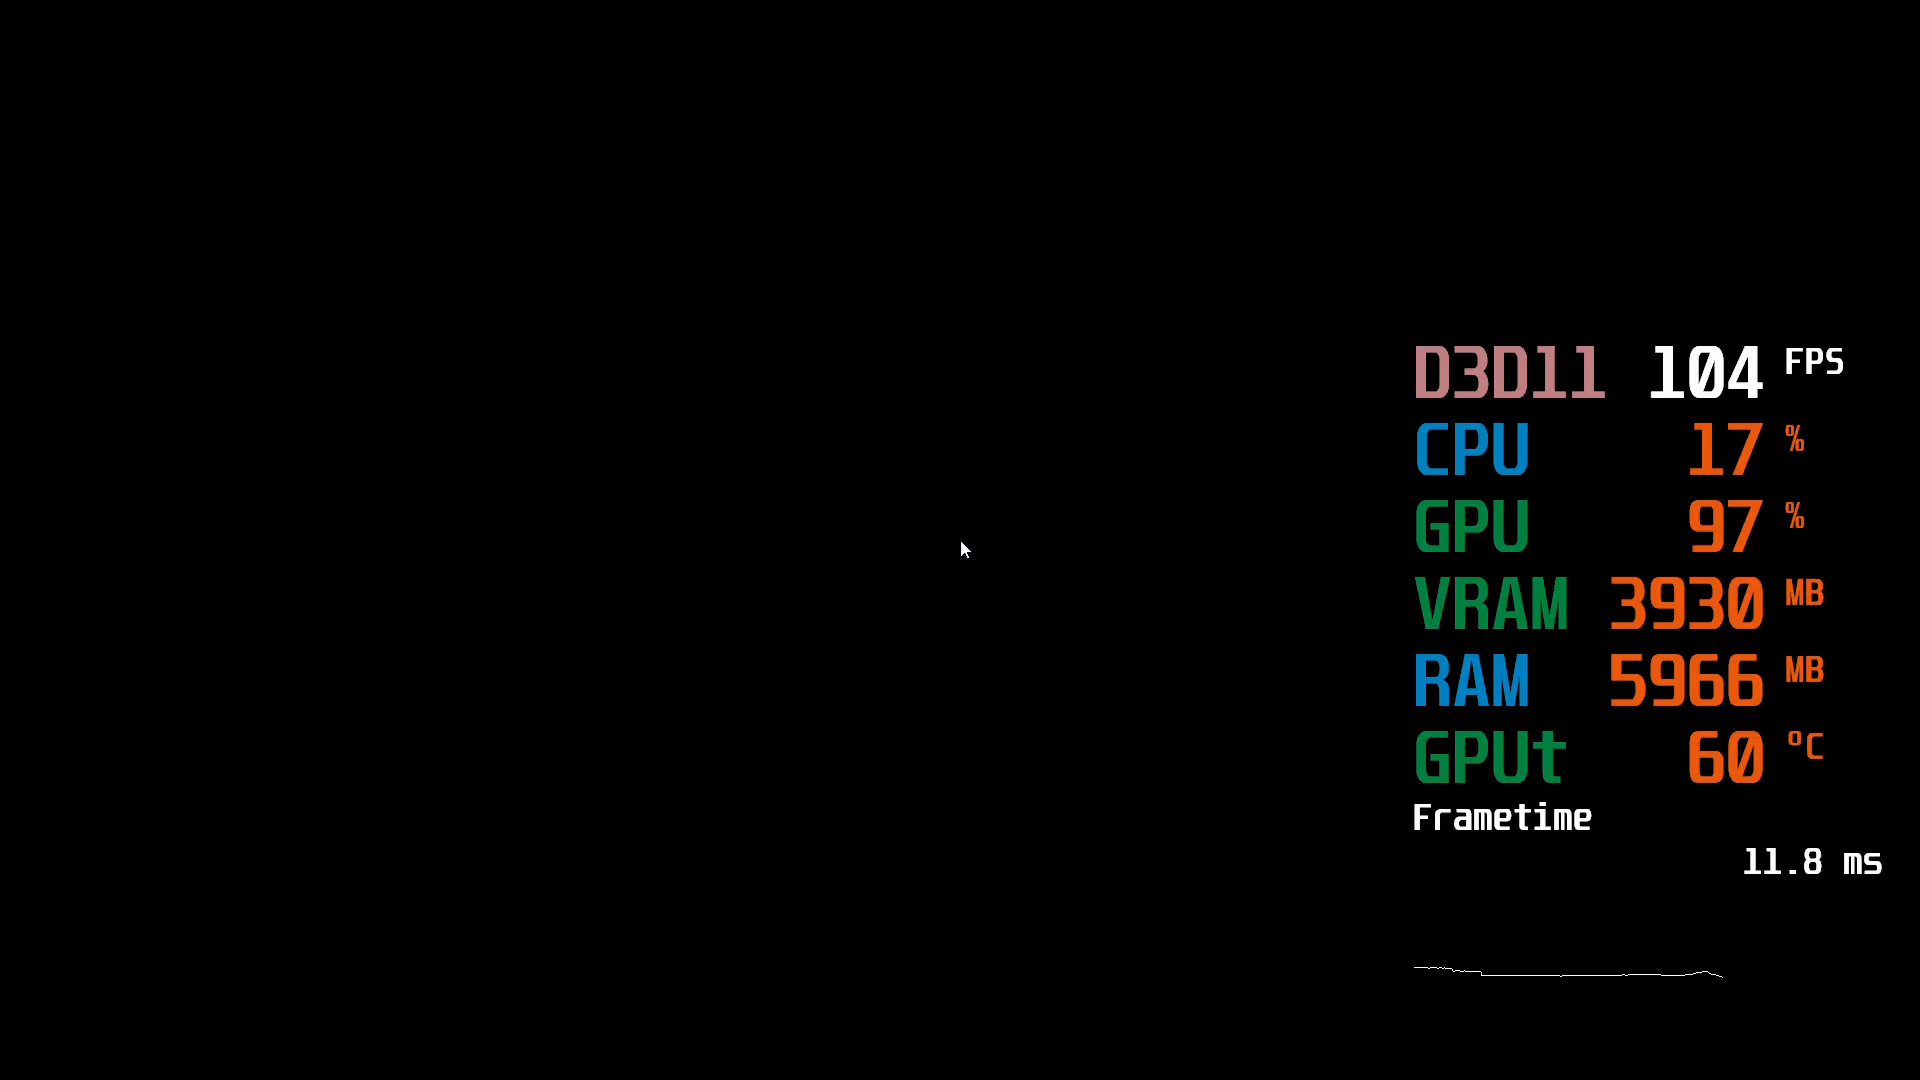 D3D11 104 FPS
CPU 17 %
GPU 97 %
VRAM 3930 MB
RAM 5966 MB
GPUt 60 °C
Frametime
11.8 ms